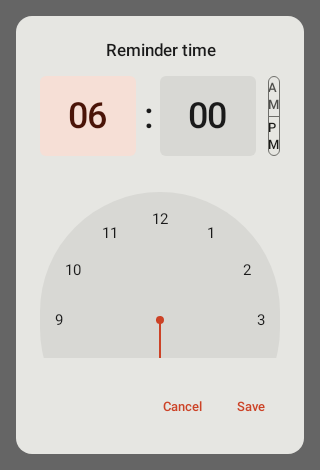 Reminder time
06 : 00
A
M
P
M
12
11 1
10 2
9 3
Cancel Save